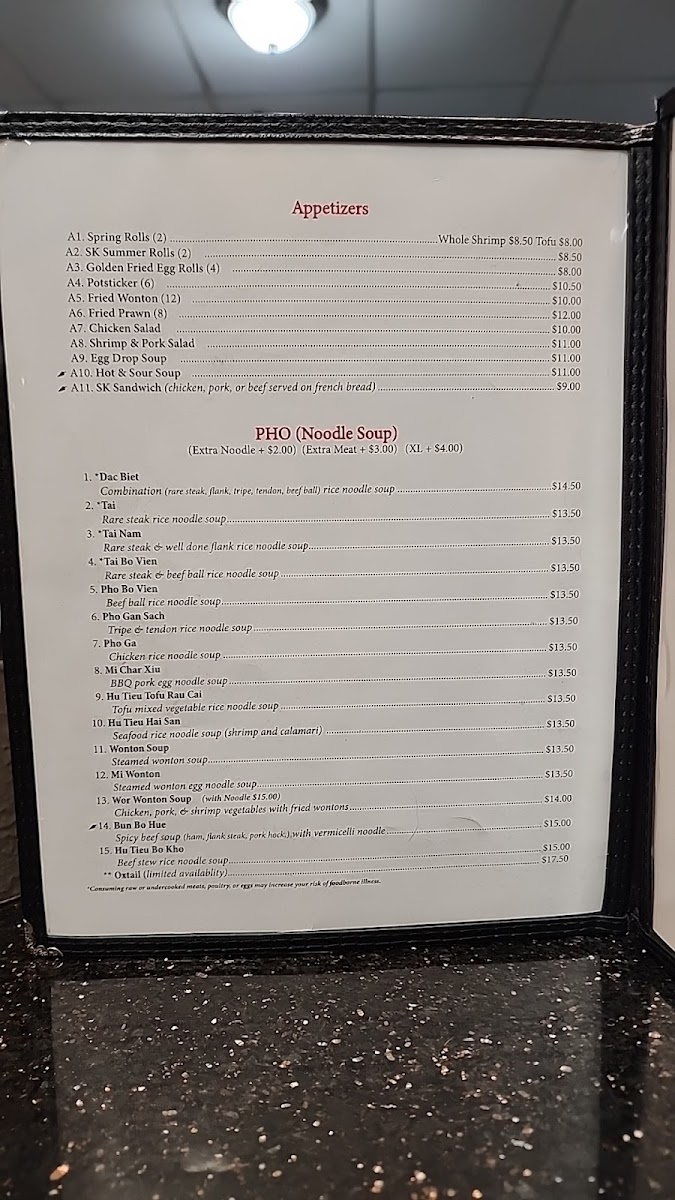 Appetizers
A1. Spring Rolls (2) Whole Shrimp $8.50 Tofu $8.00
A2. SK Summer Rolls (2) $8.50
A3. Golden Fried Egg Rolls (4) $8.00
A4. Potsticker (6) $10.50
A5. Fried Wonton (12) $10.00
A6. Fried Prawn (8) $12.00
A7. Chicken Salad $10.00
A8. Shrimp & Pork Salad $11.00
A9. Egg Drop Soup $11.00
A10. Hot & Sour Soup $11.00
A11. SK Sandwich (chicken, pork, or beef served on french bread) $9.00
PHO (Noodle Soup)
(Extra Noodle + $2.00) (Extra Meat + $3.00) (XL + $4.00)
1. *Dac Biet
Combination (rare steak, flank, tripe, tendon, beef ball) rice noodle soup $14.50
2. *Tai
Rare steak rice noodle soup $13.50
3. *Tai Nam
Rare steak & well done flank rice noodle soup $13.50
4. *Tai Bo Vien
Rare steak & beef ball rice noodle soup $13.50
5. Pho Bo Vien
Beef ball rice noodle soup $13.50
6. Pho Gan Sach
Tripe & tendon rice noodle soup $13.50
7. Pho Ga
Chicken rice noodle soup $13.50
8. Mi Char Xiu
BBQ pork egg noodle soup $13.50
9. Hu Tieu Tofu Rau Cai
Tofu mixed vegetable rice noodle soup $13.50
10. Hu Tieu Hai San
Seafood rice noodle soup (shrimp and calamari) $13.50
11. Wonton Soup
Steamed wonton soup $13.50
12. Mi Wonton
Steamed wonton egg noodle soup $13.50
13. Wor Wonton Soup (with Noodle $15.00)
Chicken, pork, & shrimp vegetables with fried wontons $14.00
14. Bun Bo Hue
Spicy beef soup (ham, flank steak, pork hock,) with vermicelli noodle $15.00
15. Hu Tieu Bo Kho
Beef stew rice noodle soup $15.00
** Oxtail (limited availablity) $17.50
*Consuming raw or undercooked meats, poultry, or eggs may increase your risk of foodborne illness.